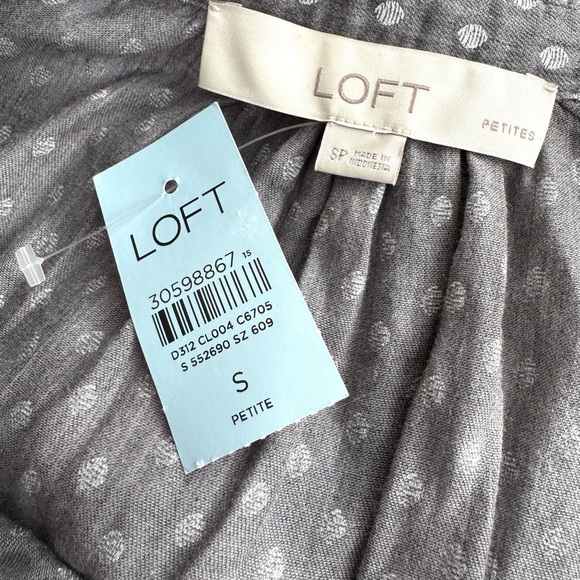 LOFT
PETITES
SP
MADE IN
INDONESIA
LOFT
30598867 15
D312 CL004 C6705
S 552690 SZ 609
S
PETITE